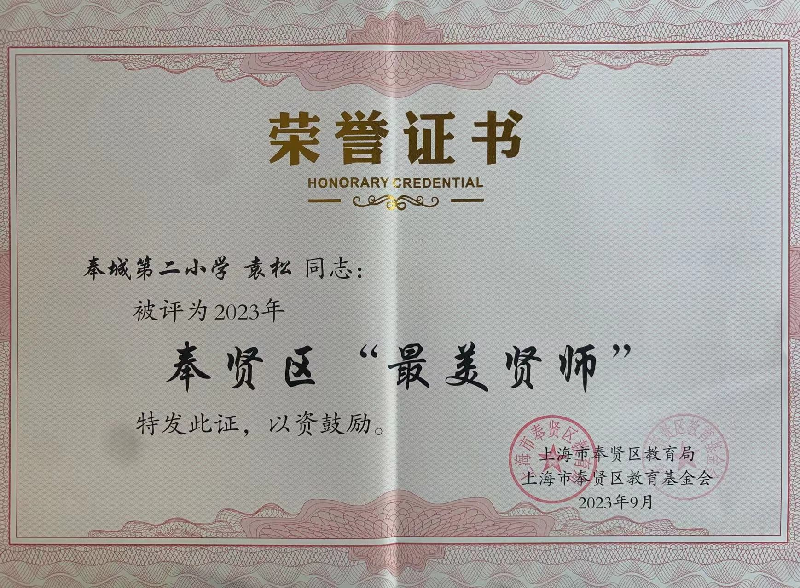 荣誉证书
HONORARY CREDENTIAL
奉城第二小学 袁松 同志：
被评为2023年
奉贤区“最美贤师”
特发此证，以资鼓励。
上海市奉贤区教育局
上海市奉贤区教育基金会
2023年9月